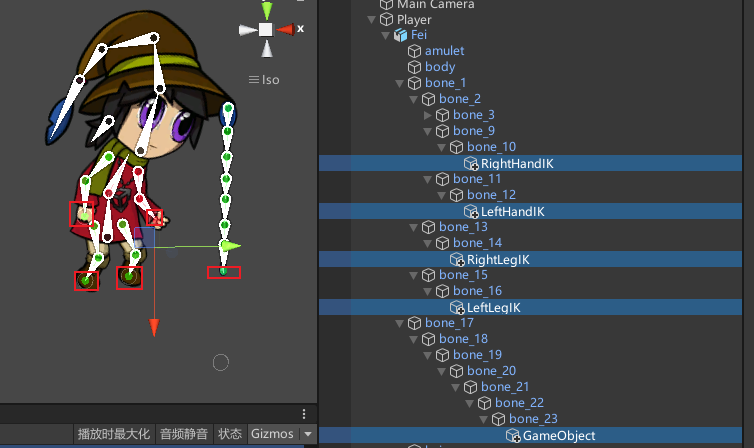 Main Camera
Player
Fei
amulet
body
bone_1
bone_2
bone_3
bone_9
bone_10
RightHandIK
bone_11
bone_12
LeftHandIK
bone_13
bone_14
RightLegIK
bone_15
bone_16
LeftLegIK
bone_17
bone_18
bone_19
bone_20
bone_21
bone_22
bone_23
GameObject
x
Iso
播放时最大化 音频静音 状态 Gizmos